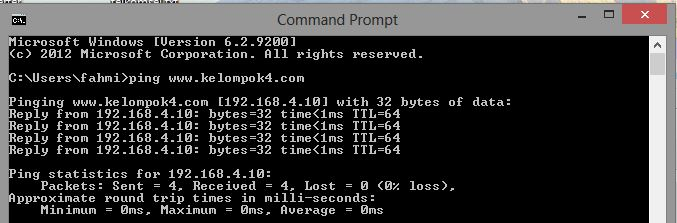 Command Prompt
Microsoft Windows [Version 6.2.9200]
(c) 2012 Microsoft Corporation. All rights reserved.
C:\Users\fahmi>ping www.kelompok4.com
Pinging www.kelompok4.com [192.168.4.10] with 32 bytes of data:
Reply from 192.168.4.10: bytes=32 time<1ms TTL=64
Reply from 192.168.4.10: bytes=32 time<1ms TTL=64
Reply from 192.168.4.10: bytes=32 time<1ms TTL=64
Reply from 192.168.4.10: bytes=32 time<1ms TTL=64
Ping statistics for 192.168.4.10:
Packets: Sent = 4, Received = 4, Lost = 0 (0% loss),
Approximate round trip times in milli-seconds:
Minimum = 0ms, Maximum = 0ms, Average = 0ms